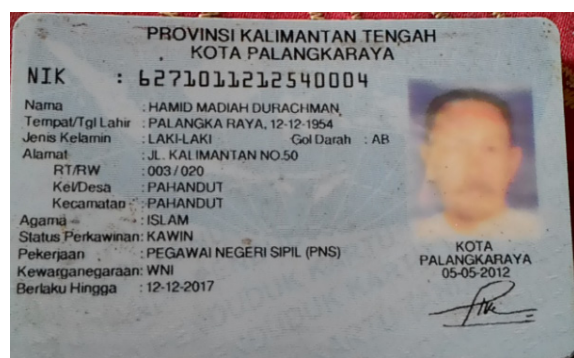 PROVINSI KALIMANTAN TENGAH
KOTA PALANGKARAYA
NIK : 6271011212540004
Nama : HAMID MADIAH DURACHMAN
Tempat/Tgl Lahir : PALANGKA RAYA, 12-12-1954
Jenis Kelamin : LAKI-LAKI Gol Darah : AB
Alamat : JL. KALIMANTAN NO.50
RT/RW : 003 / 020
Kel/Desa : PAHANDUT
Kecamatan : PAHANDUT
Agama : ISLAM
Status Perkawinan: KAWIN
Pekerjaan : PEGAWAI NEGERI SIPIL (PNS)
Kewarganegaraan: WNI
Berlaku Hingga : 12-12-2017
KOTA
PALANGKARAYA
05-05-2012